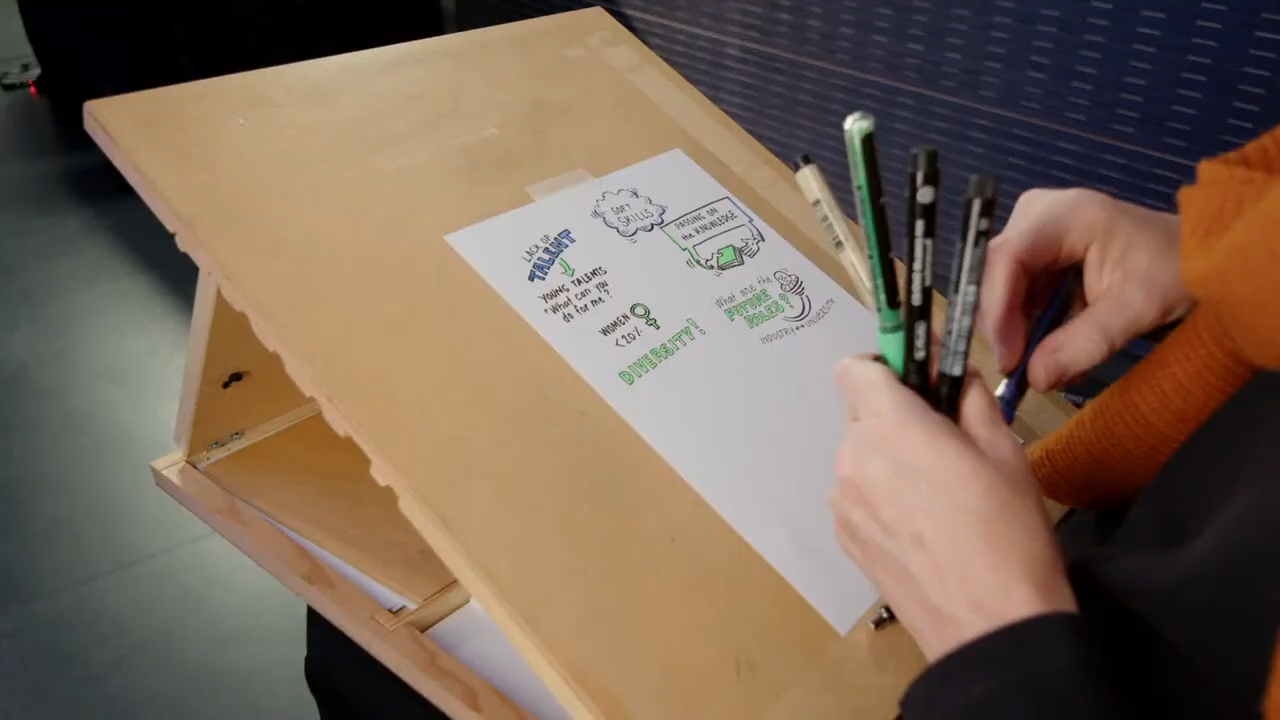 LACK OF
TALENT
YOUNG TALENTS
"What can you
do for me?"
WOMEN
<20%
DIVERSITY!
SOFT
SKILLS
PASSING ON
the KNOWLEDGE
What are the
FUTURE
ROLES?
INDUSTRY ↔ UNIVERSITY